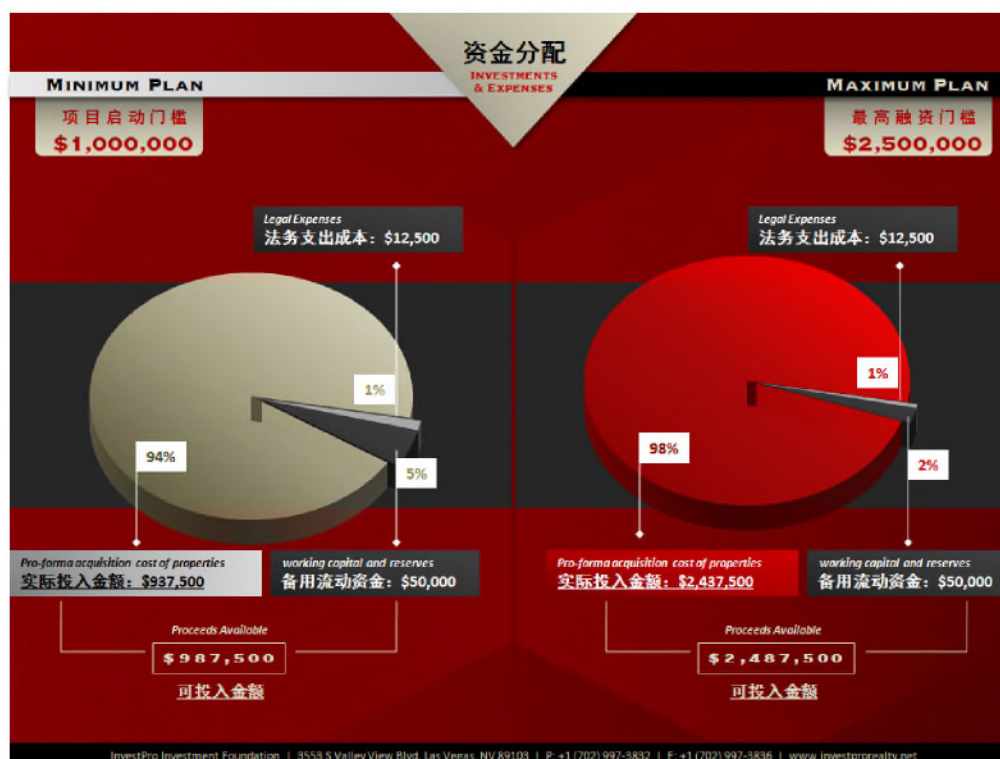 资金分配
INVESTMENTS
& EXPENSES
MINIMUM PLAN
项目启动门槛
$1,000,000
MAXIMUM PLAN
最高融资门槛
$2,500,000
Legal Expenses
法务支出成本：$12,500
1%
94%
5%
Pro-forma acquisition cost of properties
实际投入金额：$937,500
working capital and reserves
备用流动资金：$50,000
Proceeds Available
$987,500
可投入金额
Legal Expenses
法务支出成本：$12,500
1%
98%
2%
Pro-forma acquisition cost of properties
实际投入金额：$2,437,500
working capital and reserves
备用流动资金：$50,000
Proceeds Available
$2,487,500
可投入金额
InvestPro Investment Foundation | 3553 S Valley View Blvd, Las Vegas, NV 89103 | P: +1 (702) 997-3832 | F: +1 (702) 997-3836 | www.investprorealty.net